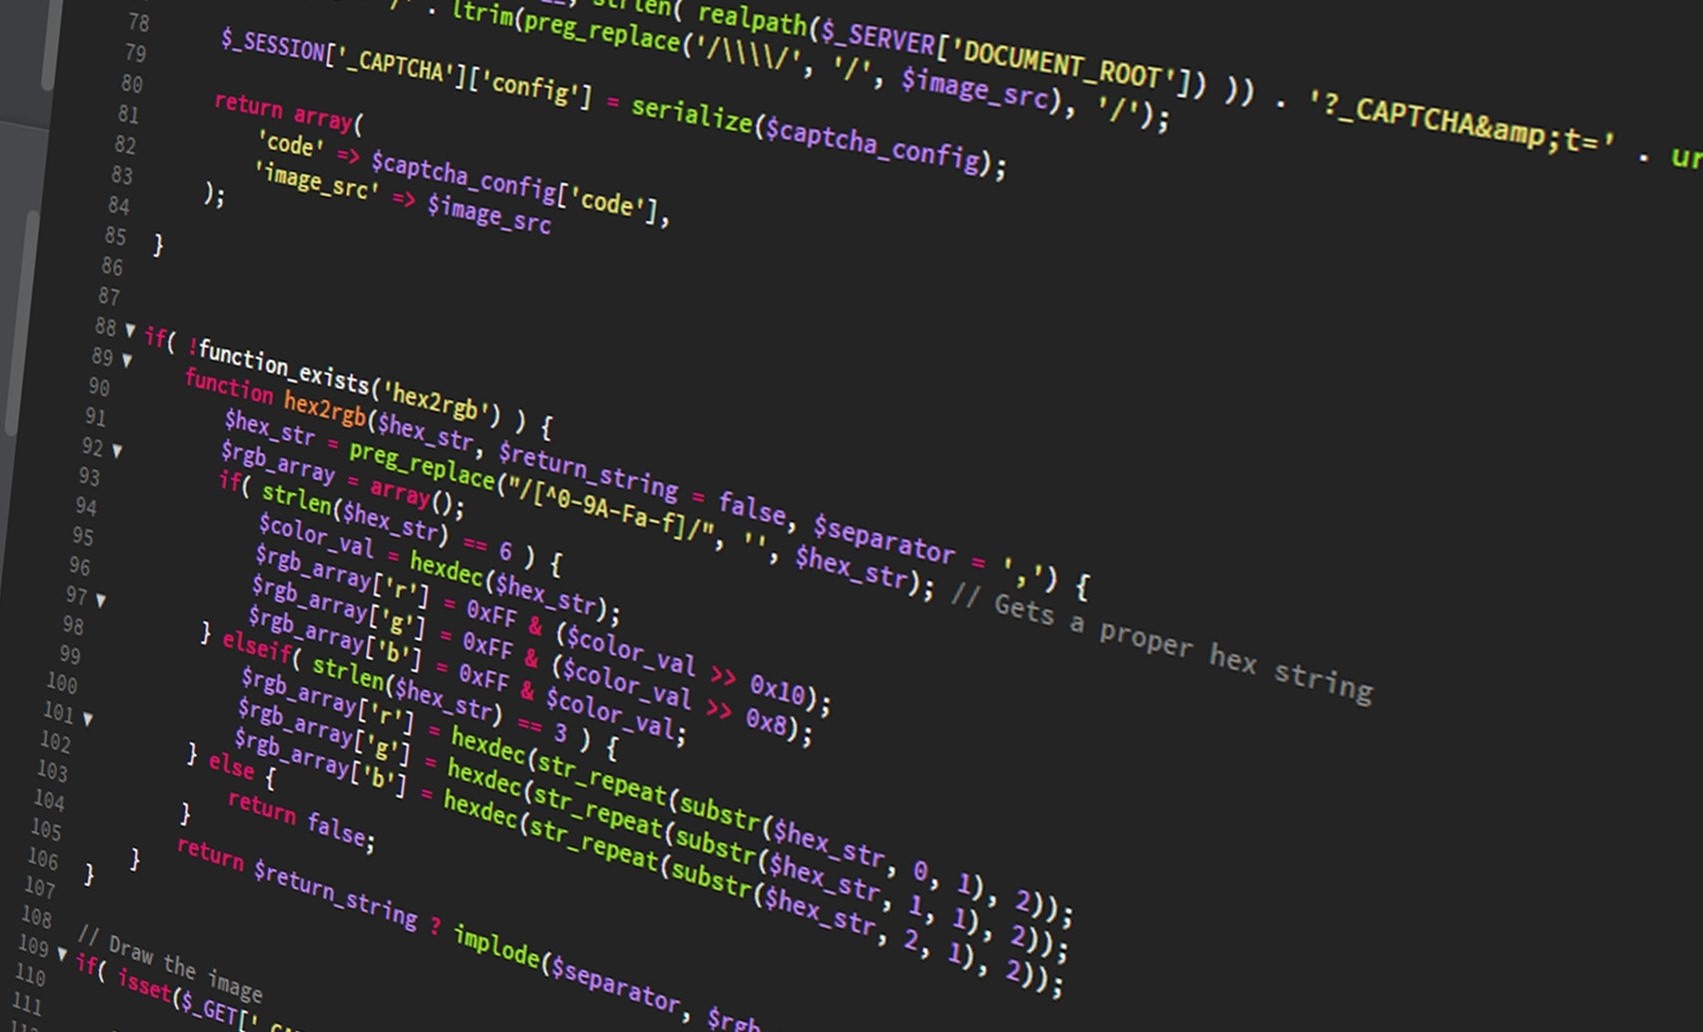 strlen( realpath($_SERVER['DOCUMENT_ROOT']) )) . '?_CAPTCHA&amp;t=' .
. ltrim(preg_replace('/\\\\/', '/', $image_src), '/');
78 $_SESSION['_CAPTCHA']['config'] = serialize($captcha_config);
79
80 return array(
81 'code' => $captcha_config['code'],
82 'image_src' => $image_src
83 );
84
85 }
86
87
88 if( !function_exists('hex2rgb') ) {
89 function hex2rgb($hex_str, $return_string = false, $separator = ',') {
90 $hex_str = preg_replace("/[^0-9A-Fa-f]/", '', $hex_str); // Gets a proper hex string
91 $rgb_array = array();
92 if( strlen($hex_str) == 6 ) {
93 $color_val = hexdec($hex_str);
94 $rgb_array['r'] = 0xFF & ($color_val >> 0x10);
95 $rgb_array['g'] = 0xFF & ($color_val >> 0x8);
96 $rgb_array['b'] = 0xFF & $color_val;
97 } elseif( strlen($hex_str) == 3 ) {
98 $rgb_array['r'] = hexdec(str_repeat(substr($hex_str, 0, 1), 2));
99 $rgb_array['g'] = hexdec(str_repeat(substr($hex_str, 1, 1), 2));
100 $rgb_array['b'] = hexdec(str_repeat(substr($hex_str, 2, 1), 2));
101 } else {
102 return false;
103 }
104 return $return_string ? implode($separator, $rgb
105 }
106 }
107
108 // Draw the image
109 if( isset($_GET['
110
111